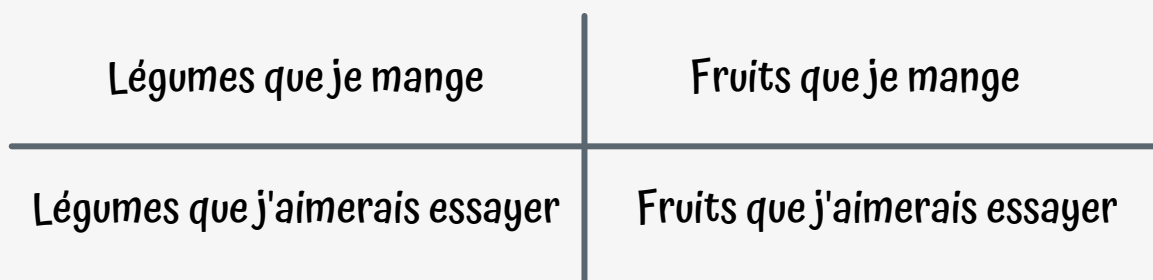 Légumes que je mange
Fruits que je mange
Légumes que j'aimerais essayer
Fruits que j'aimerais essayer